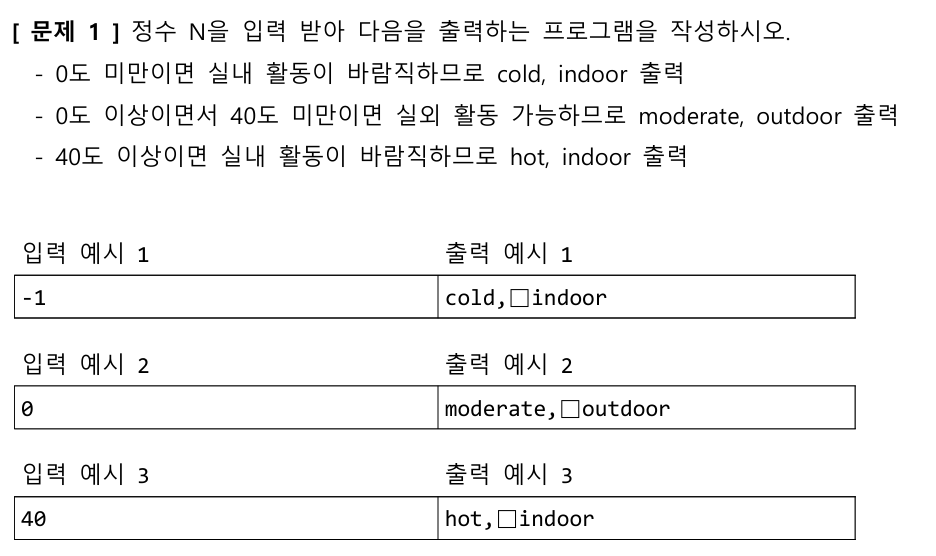 [ 문제 1 ] 정수 N을 입력 받아 다음을 출력하는 프로그램을 작성하시오.
- 0도 미만이면 실내 활동이 바람직하므로 cold, indoor 출력
- 0도 이상이면서 40도 미만이면 실외 활동 가능하므로 moderate, outdoor 출력
- 40도 이상이면 실내 활동이 바람직하므로 hot, indoor 출력
입력 예시 1 출력 예시 1
-1 cold,□indoor
입력 예시 2 출력 예시 2
0 moderate,□outdoor
입력 예시 3 출력 예시 3
40 hot,□indoor